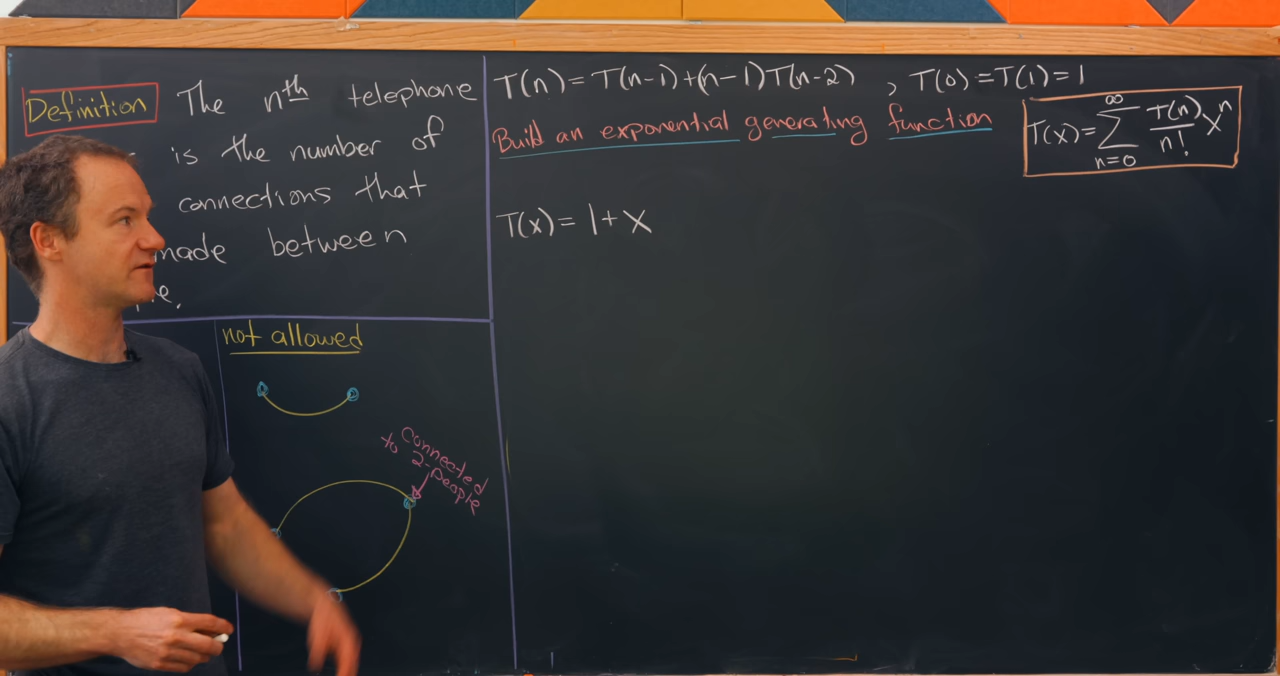 Definition The nth telephone
is the number of
connections that
made between
T(n) = T(n-1)+(n-1)T(n-2) , T(0)=T(1)=1
Build an exponential generating function
T(x)= ∑_{n=0}^{∞} T(n)/n! x^n
T(x)= 1+x
not allowed
Connected
to 2-people